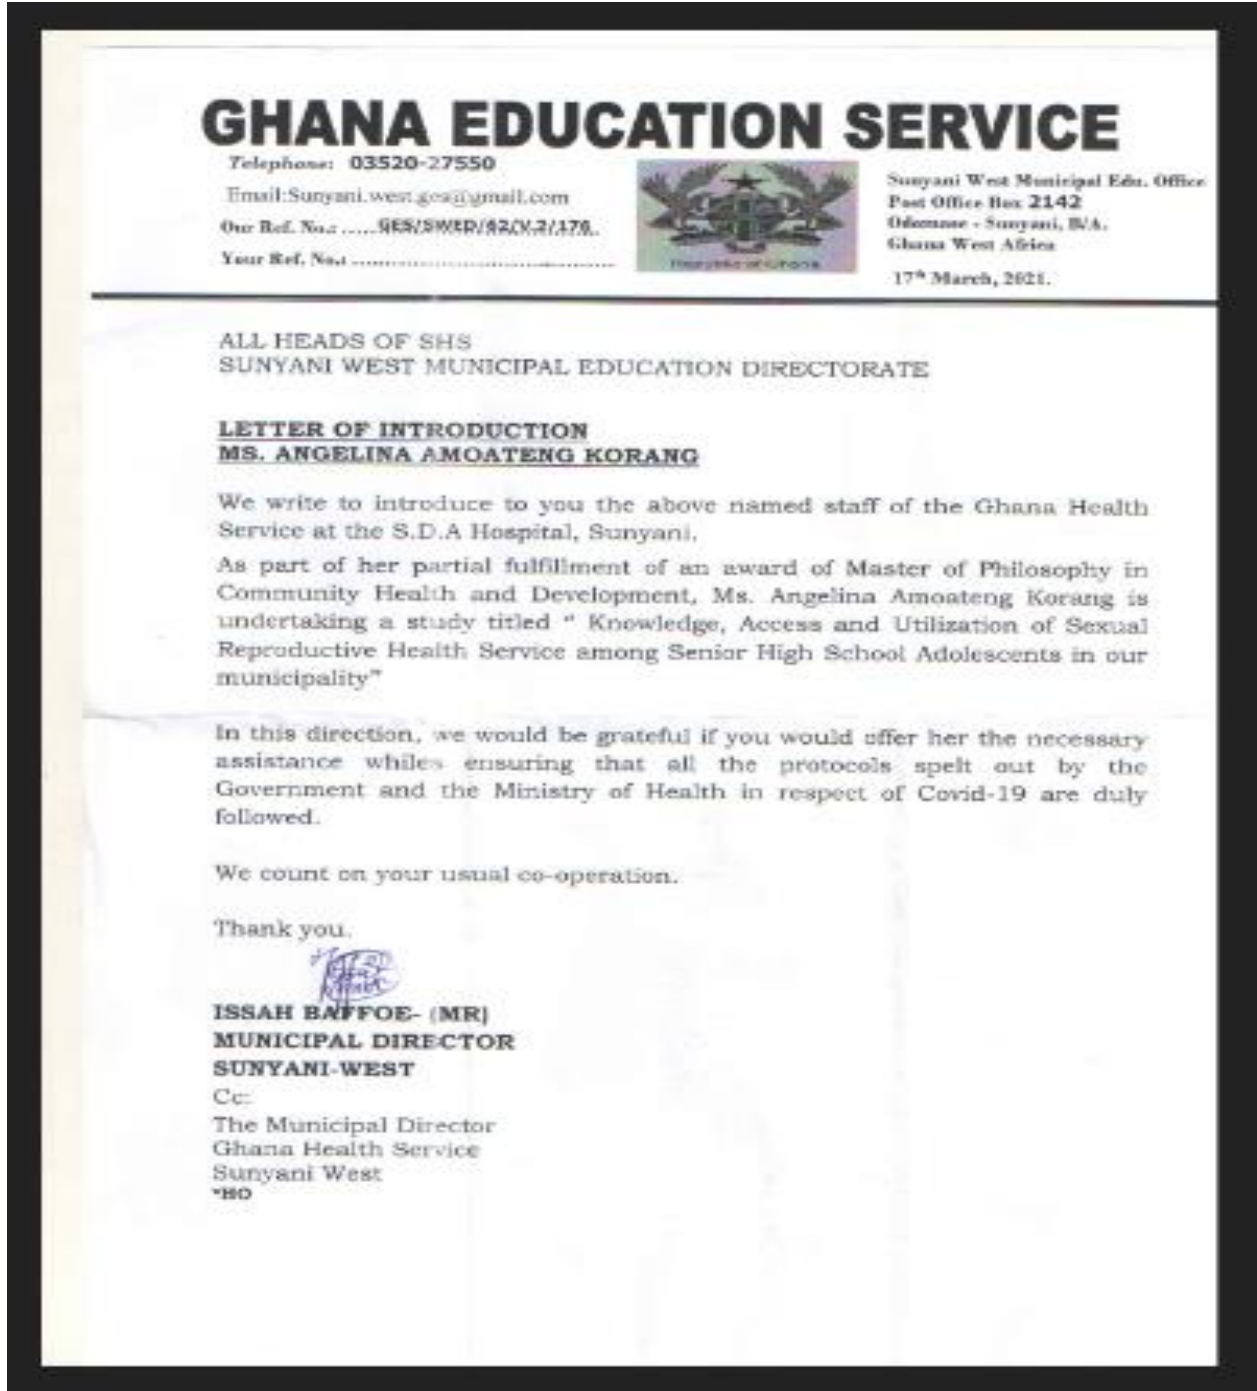 GHANA EDUCATION SERVICE
Telephone: 03520-27550
Email:Sunyani.west.ges@gmail.com
Our Ref. No.: ..... GES/SWED/62/V.2/176..
Your Ref. No.: ................................................
Republic of Ghana
Sunyani West Municipal Edu. Office
Post Office Box 2142
Odomase - Sunyani, B/A.
Ghana West Africa
17th March, 2021.
ALL HEADS OF SHS
SUNYANI WEST MUNICIPAL EDUCATION DIRECTORATE
LETTER OF INTRODUCTION
MS. ANGELINA AMOATENG KORANG
We write to introduce to you the above named staff of the Ghana Health
Service at the S.D.A Hospital, Sunyani.
As part of her partial fulfillment of an award of Master of Philosophy in
Community Health and Development, Ms. Angelina Amoateng Korang is
undertaking a study titled “ Knowledge, Access and Utilization of Sexual
Reproductive Health Service among Senior High School Adolescents in our
municipality”
In this direction, we would be grateful if you would offer her the necessary
assistance whiles ensuring that all the protocols spelt out by the
Government and the Ministry of Health in respect of Covid-19 are duly
followed.
We count on your usual co-operation.
Thank you.
ISSAH BAFFOE- (MR)
MUNICIPAL DIRECTOR
SUNYANI-WEST
Cc:
The Municipal Director
Ghana Health Service
Sunyani West
*HO